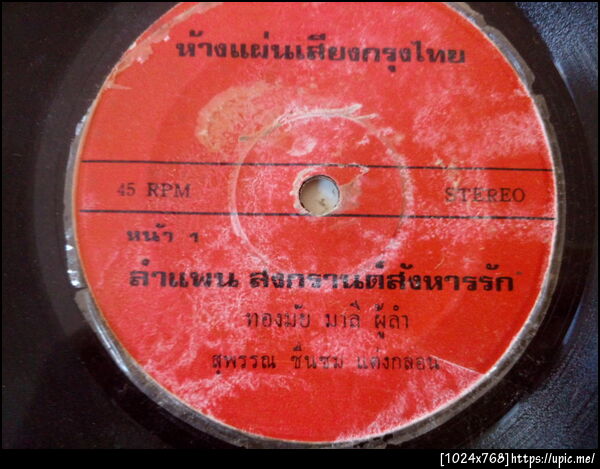 ห้างแผ่นเสียงกรุงไทย
45 RPM STEREO
หน้า 1
ลำแพน สงกรานต์สังหารรัก
ทองมัย มาลี ผู้ลำ
สุพรรณ ชื่นชม แต่งกลอน
[1024x768]https://upic.me/